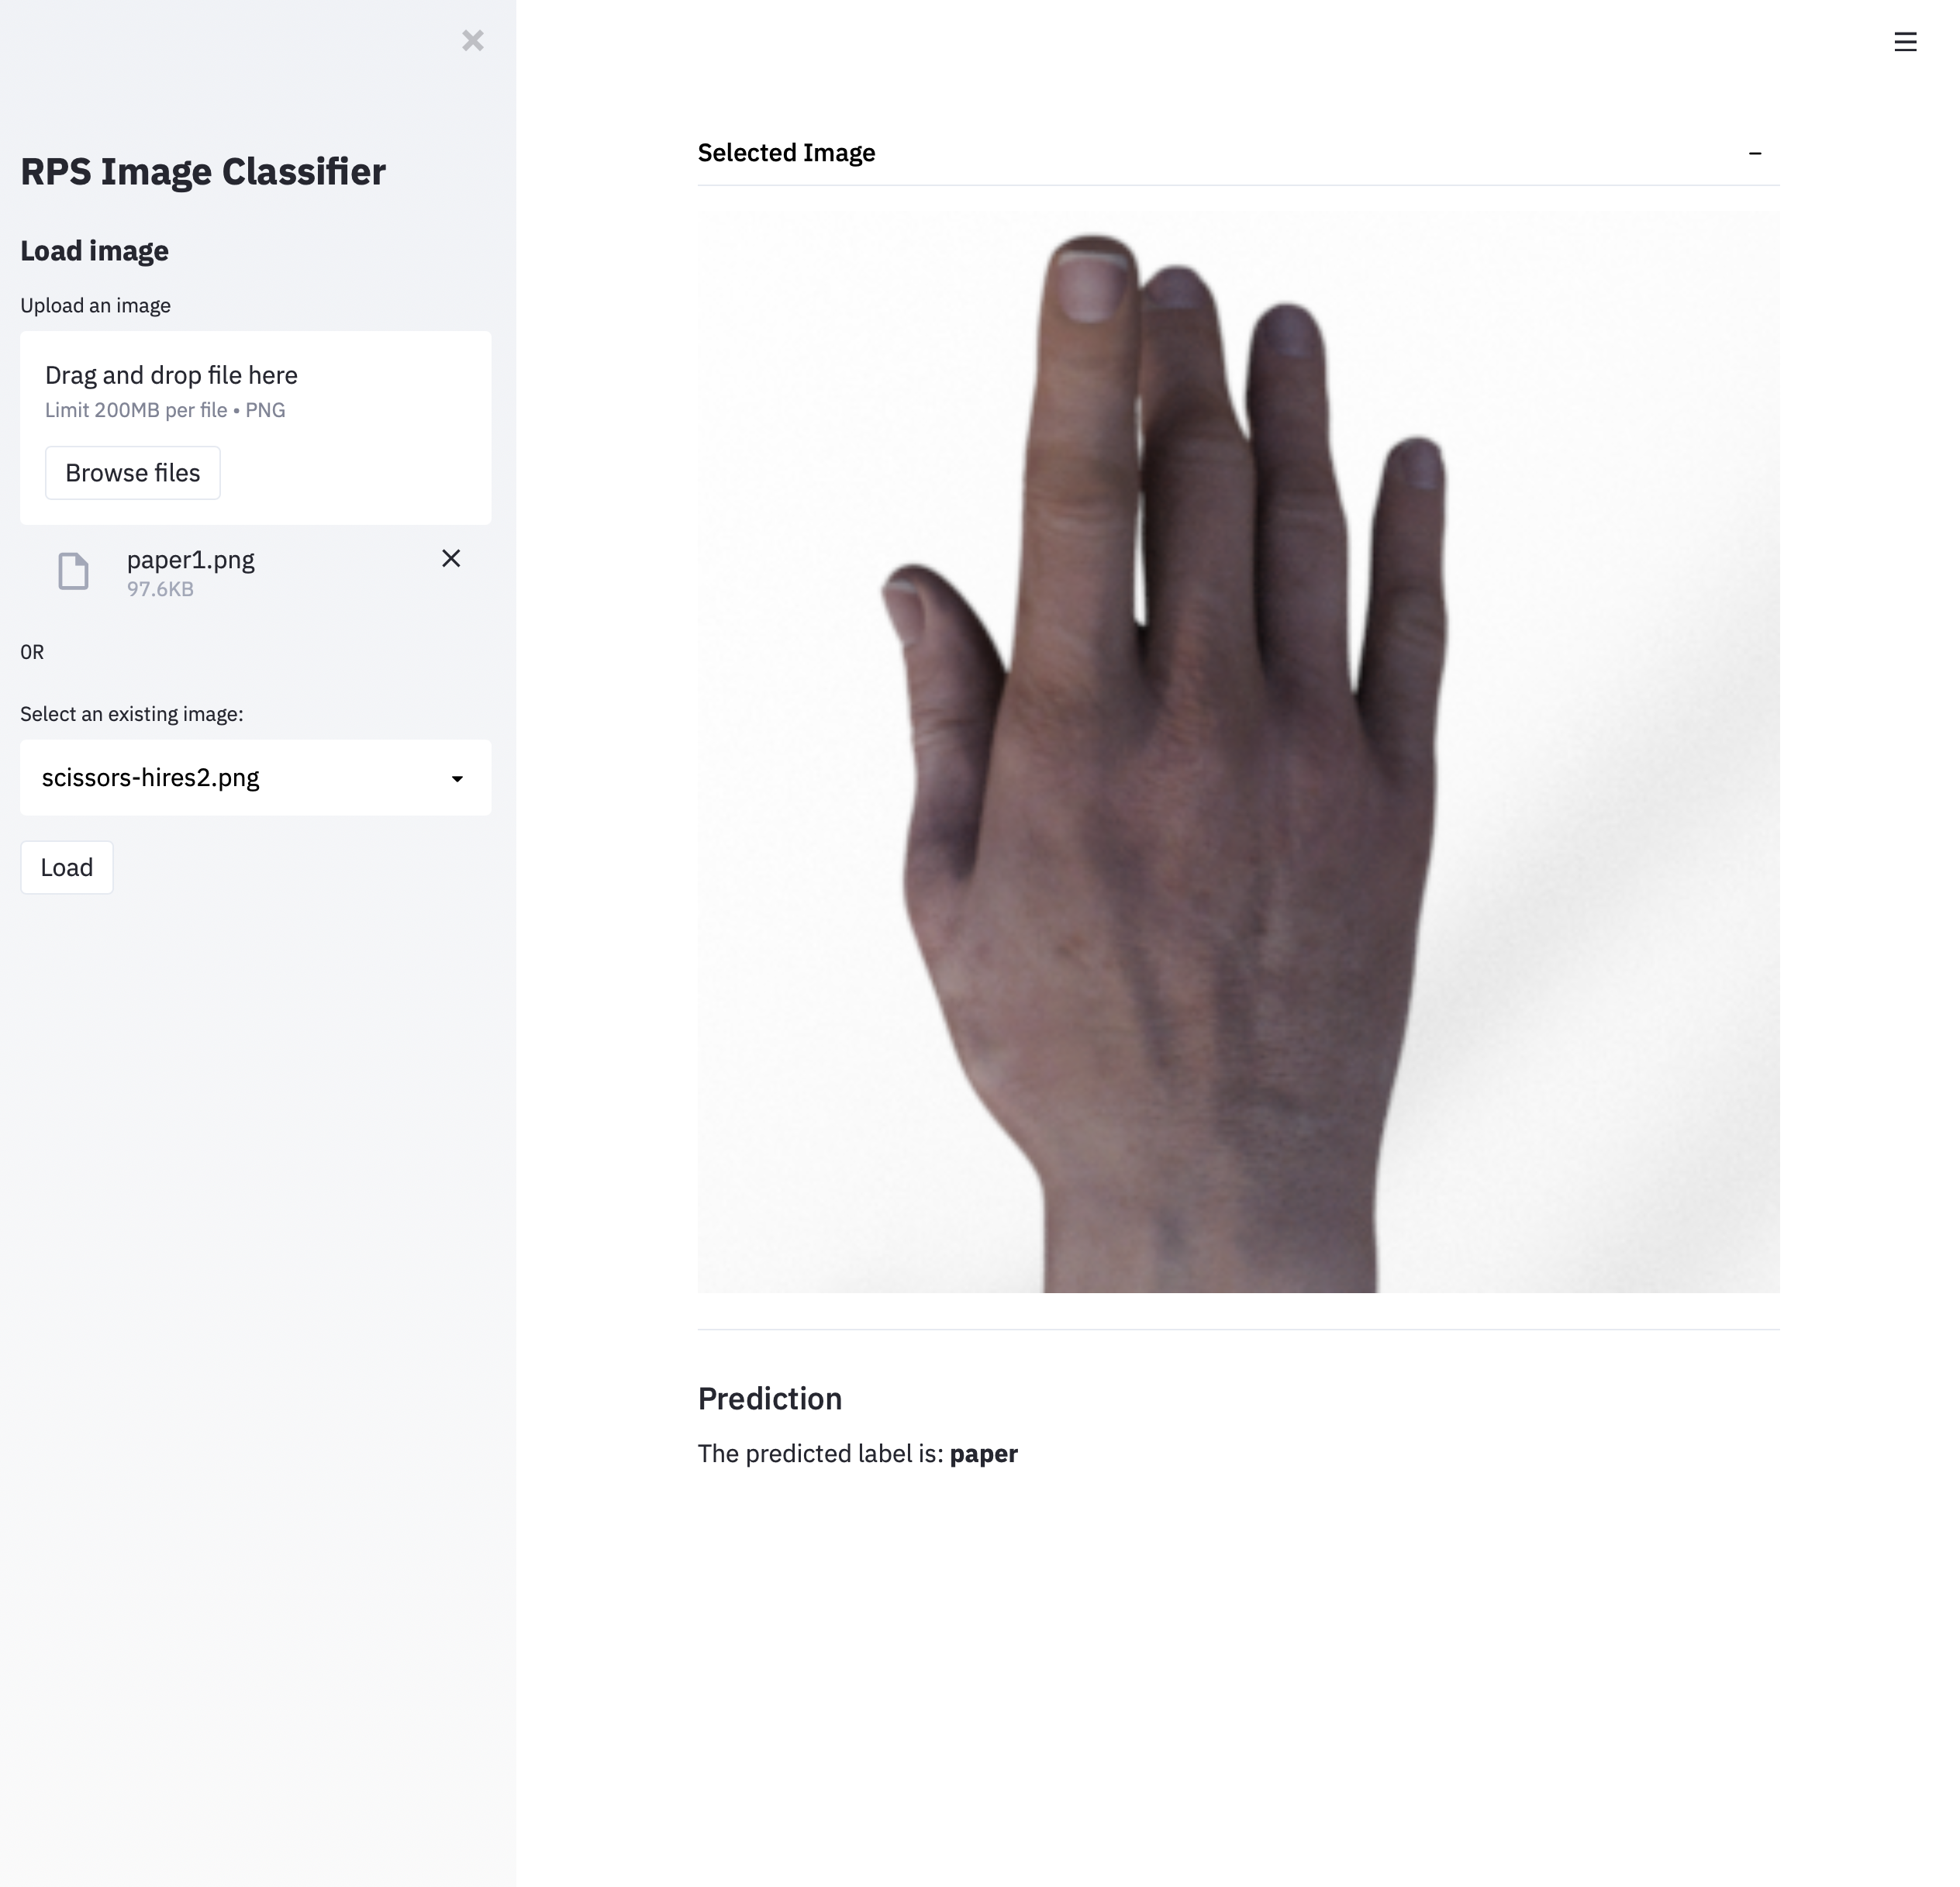 RPS Image Classifier
Load image
Upload an image
Drag and drop file here
Limit 200MB per file • PNG
Browse files
paper1.png
97.6KB
OR
Select an existing image:
scissors-hires2.png
Load
Selected Image
Prediction
The predicted label is: paper